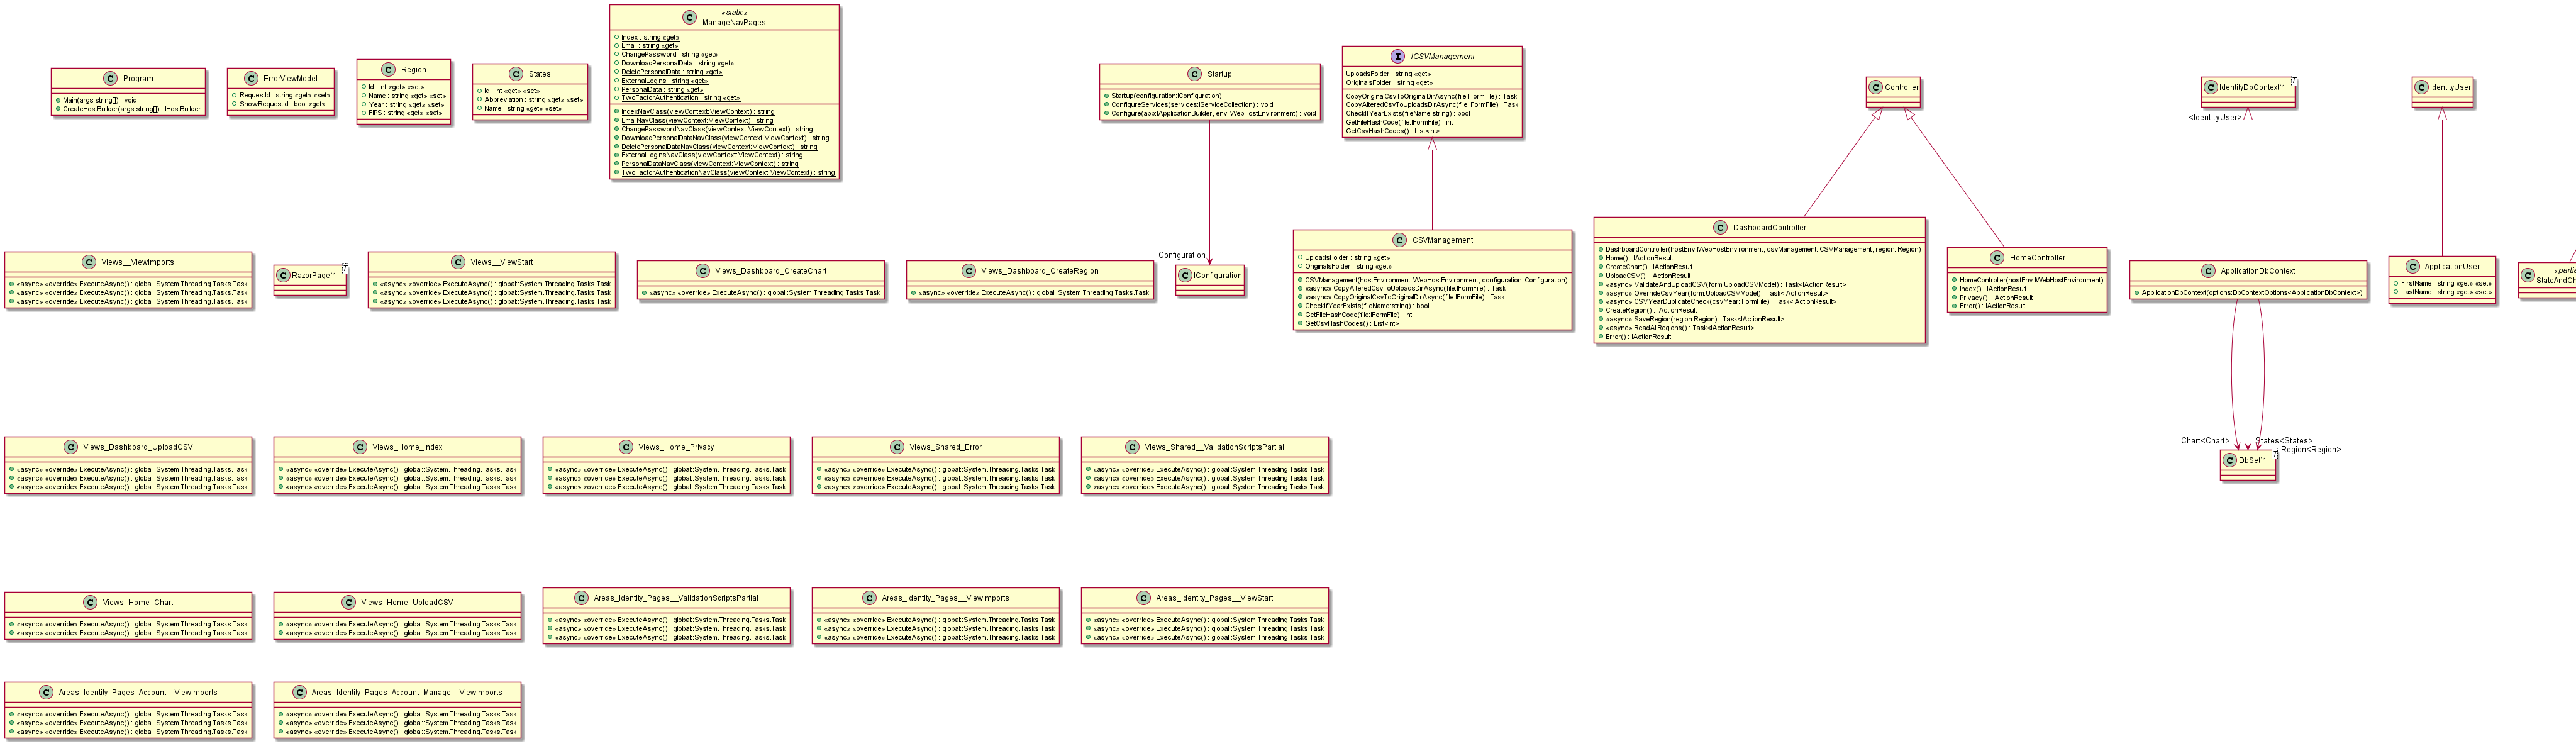 Program
Main(args:string[]) : void
CreateHostBuilder(args:string[]) : IHostBuilder
ErrorViewModel
RequestId : string «get» «set»
ShowRequestId : bool «get»
Region
Id : int «get» «set»
Name : string «get» «set»
Year : string «get» «set»
FIPS : string «get» «set»
States
Id : int «get» «set»
Abbreviation : string «get» «set»
Name : string «get» «set»
«static»
ManageNavPages
Index : string «get»
Email : string «get»
ChangePassword : string «get»
DownloadPersonalData : string «get»
DeletePersonalData : string «get»
ExternalLogins : string «get»
PersonalData : string «get»
TwoFactorAuthentication : string «get»
IndexNavClass(viewContext:ViewContext) : string
EmailNavClass(viewContext:ViewContext) : string
ChangePasswordNavClass(viewContext:ViewContext) : string
DownloadPersonalDataNavClass(viewContext:ViewContext) : string
DeletePersonalDataNavClass(viewContext:ViewContext) : string
ExternalLoginsNavClass(viewContext:ViewContext) : string
PersonalDataNavClass(viewContext:ViewContext) : string
TwoFactorAuthenticationNavClass(viewContext:ViewContext) : string
Startup
Startup(configuration:IConfiguration)
ConfigureServices(services:IServiceCollection) : void
Configure(app:IApplicationBuilder, env:IWebHostEnvironment) : void
ICSVManagement
UploadsFolder : string «get»
OriginalsFolder : string «get»
CopyOriginalCsvToOriginalDirAsync(file:IFormFile) : Task
CopyAlteredCsvToUploadsDirAsync(file:IFormFile) : Task
CheckIfYearExists(fileName:string) : bool
GetFileHashCode(file:IFormFile) : int
GetCsvHashCodes() : List<int>
Controller
IdentityDbContext`1
T
<IdentityUser>
IdentityUser
Views__ViewImports
«async» «override» ExecuteAsync() : global::System.Threading.Tasks.Task
«async» «override» ExecuteAsync() : global::System.Threading.Tasks.Task
«async» «override» ExecuteAsync() : global::System.Threading.Tasks.Task
RazorPage`1
T
Views__ViewStart
«async» «override» ExecuteAsync() : global::System.Threading.Tasks.Task
«async» «override» ExecuteAsync() : global::System.Threading.Tasks.Task
«async» «override» ExecuteAsync() : global::System.Threading.Tasks.Task
Views_Dashboard_CreateChart
«async» «override» ExecuteAsync() : global::System.Threading.Tasks.Task
Views_Dashboard_CreateRegion
«async» «override» ExecuteAsync() : global::System.Threading.Tasks.Task
Configuration
IConfiguration
CSVManagement
UploadsFolder : string «get»
OriginalsFolder : string «get»
CSVManagement(hostEnvironment:IWebHostEnvironment, configuration:IConfiguration)
«async» CopyAlteredCsvToUploadsDirAsync(file:IFormFile) : Task
«async» CopyOriginalCsvToOriginalDirAsync(file:IFormFile) : Task
CheckIfYearExists(fileName:string) : bool
GetFileHashCode(file:IFormFile) : int
GetCsvHashCodes() : List<int>
DashboardController
DashboardController(hostEnv:IWebHostEnvironment, csvManagement:ICSVManagement, region:IRegion)
Home() : IActionResult
CreateChart() : IActionResult
UploadCSV() : IActionResult
«async» ValidateAndUploadCSV(form:UploadCSVModel) : Task<IActionResult>
«async» OverrideCsvYear(form:UploadCSVModel) : Task<IActionResult>
«async» CSVYearDuplicateCheck(csvYear:IFormFile) : Task<IActionResult>
CreateRegion() : IActionResult
«async» SaveRegion(region:Region) : Task<IActionResult>
«async» ReadAllRegions() : Task<IActionResult>
Error() : IActionResult
HomeController
HomeController(hostEnv:IWebHostEnvironment)
Index() : IActionResult
Privacy() : IActionResult
Error() : IActionResult
ApplicationDbContext
ApplicationDbContext(options:DbContextOptions<ApplicationDbContext>)
ApplicationUser
FirstName : string «get» «set»
LastName : string «get» «set»
«parti
StateAndCh
Views_Dashboard_UploadCSV
«async» «override» ExecuteAsync() : global::System.Threading.Tasks.Task
«async» «override» ExecuteAsync() : global::System.Threading.Tasks.Task
«async» «override» ExecuteAsync() : global::System.Threading.Tasks.Task
Views_Home_Index
«async» «override» ExecuteAsync() : global::System.Threading.Tasks.Task
«async» «override» ExecuteAsync() : global::System.Threading.Tasks.Task
«async» «override» ExecuteAsync() : global::System.Threading.Tasks.Task
Views_Home_Privacy
«async» «override» ExecuteAsync() : global::System.Threading.Tasks.Task
«async» «override» ExecuteAsync() : global::System.Threading.Tasks.Task
«async» «override» ExecuteAsync() : global::System.Threading.Tasks.Task
Views_Shared_Error
«async» «override» ExecuteAsync() : global::System.Threading.Tasks.Task
«async» «override» ExecuteAsync() : global::System.Threading.Tasks.Task
«async» «override» ExecuteAsync() : global::System.Threading.Tasks.Task
Views_Shared__ValidationScriptsPartial
«async» «override» ExecuteAsync() : global::System.Threading.Tasks.Task
«async» «override» ExecuteAsync() : global::System.Threading.Tasks.Task
«async» «override» ExecuteAsync() : global::System.Threading.Tasks.Task
Chart<Chart>
States<States>
Region<Region>
DbSet`1
T
Views_Home_Chart
«async» «override» ExecuteAsync() : global::System.Threading.Tasks.Task
«async» «override» ExecuteAsync() : global::System.Threading.Tasks.Task
Views_Home_UploadCSV
«async» «override» ExecuteAsync() : global::System.Threading.Tasks.Task
«async» «override» ExecuteAsync() : global::System.Threading.Tasks.Task
Areas_Identity_Pages__ValidationScriptsPartial
«async» «override» ExecuteAsync() : global::System.Threading.Tasks.Task
«async» «override» ExecuteAsync() : global::System.Threading.Tasks.Task
«async» «override» ExecuteAsync() : global::System.Threading.Tasks.Task
Areas_Identity_Pages__ViewImports
«async» «override» ExecuteAsync() : global::System.Threading.Tasks.Task
«async» «override» ExecuteAsync() : global::System.Threading.Tasks.Task
«async» «override» ExecuteAsync() : global::System.Threading.Tasks.Task
Areas_Identity_Pages__ViewStart
«async» «override» ExecuteAsync() : global::System.Threading.Tasks.Task
«async» «override» ExecuteAsync() : global::System.Threading.Tasks.Task
«async» «override» ExecuteAsync() : global::System.Threading.Tasks.Task
Areas_Identity_Pages_Account__ViewImports
«async» «override» ExecuteAsync() : global::System.Threading.Tasks.Task
«async» «override» ExecuteAsync() : global::System.Threading.Tasks.Task
«async» «override» ExecuteAsync() : global::System.Threading.Tasks.Task
Areas_Identity_Pages_Account_Manage__ViewImports
«async» «override» ExecuteAsync() : global::System.Threading.Tasks.Task
«async» «override» ExecuteAsync() : global::System.Threading.Tasks.Task
«async» «override» ExecuteAsync() : global::System.Threading.Tasks.Task